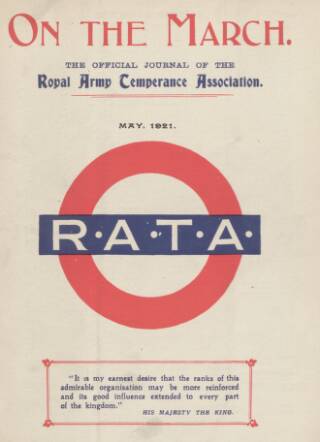 ON THE MARCH.
THE OFFICIAL JOURNAL OF THE
Royal Army Temperance Association.
MAY, 1921.
R·A·T·A·
"It is my earnest desire that the ranks of this
admirable organisation may be more reinforced
and its good influence extended to every part
of the kingdom."
HIS MAJESTY THE KING.